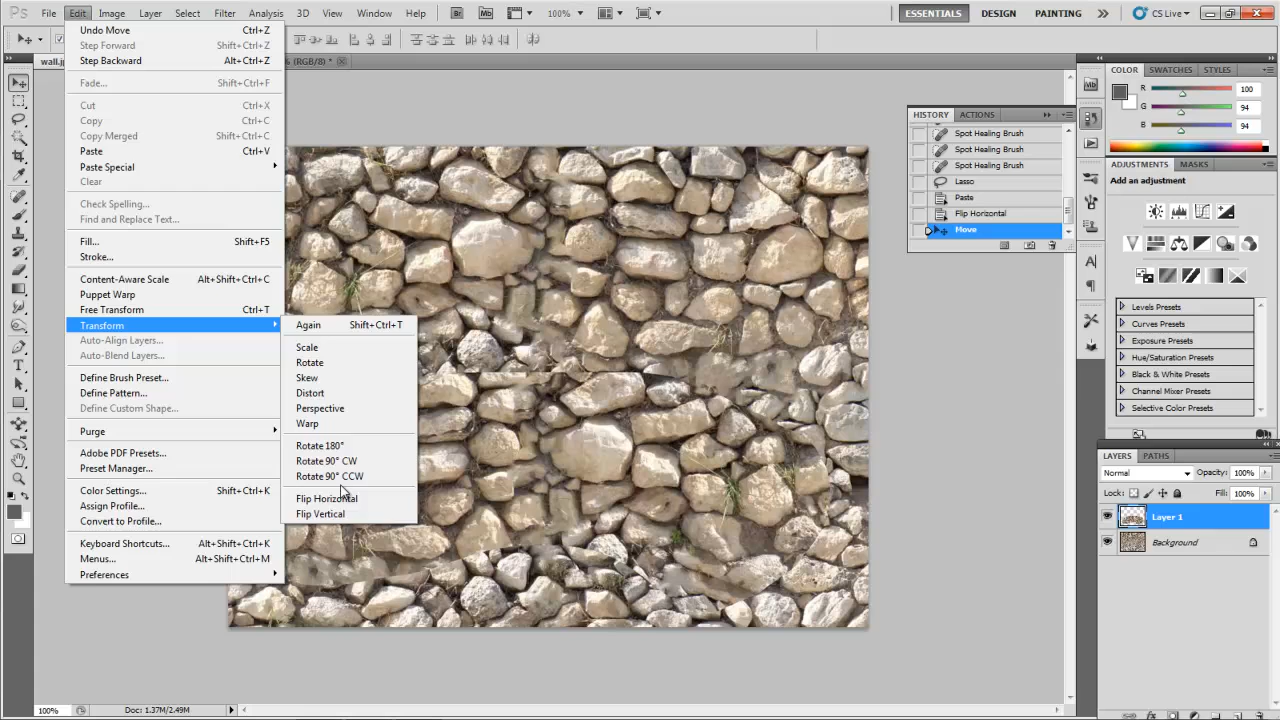 Ps File Edit Image Layer Select Filter Analysis 3D View Window Help Br Mb 100% ESSENTIALS DESIGN PAINTING CS Live
wall.j
% (RGB/8) *
Undo Move Ctrl+Z
Step Forward Shift+Ctrl+Z
Step Backward Alt+Ctrl+Z
Fade... Shift+Ctrl+F
Cut Ctrl+X
Copy Ctrl+C
Copy Merged Shift+Ctrl+C
Paste Ctrl+V
Paste Special
Clear
Check Spelling...
Find and Replace Text...
Fill... Shift+F5
Stroke...
Content-Aware Scale Alt+Shift+Ctrl+C
Puppet Warp
Free Transform Ctrl+T
Transform
Auto-Align Layers...
Auto-Blend Layers...
Define Brush Preset...
Define Pattern...
Define Custom Shape...
Purge
Adobe PDF Presets...
Preset Manager...
Color Settings... Shift+Ctrl+K
Assign Profile...
Convert to Profile...
Keyboard Shortcuts... Alt+Shift+Ctrl+K
Menus... Alt+Shift+Ctrl+M
Preferences
Again Shift+Ctrl+T
Scale
Rotate
Skew
Distort
Perspective
Warp
Rotate 180°
Rotate 90° CW
Rotate 90° CCW
Flip Horizontal
Flip Vertical
HISTORY ACTIONS
Spot Healing Brush
Spot Healing Brush
Spot Healing Brush
Lasso
Paste
Flip Horizontal
Move
COLOR SWATCHES STYLES
R 100
G 94
B 94
ADJUSTMENTS MASKS
Add an adjustment
Levels Presets
Curves Presets
Exposure Presets
Hue/Saturation Presets
Black & White Presets
Channel Mixer Presets
Selective Color Presets
LAYERS PATHS
Normal Opacity: 100%
Lock: Fill: 100%
Layer 1
Background
100% Doc: 1.37M/2.49M